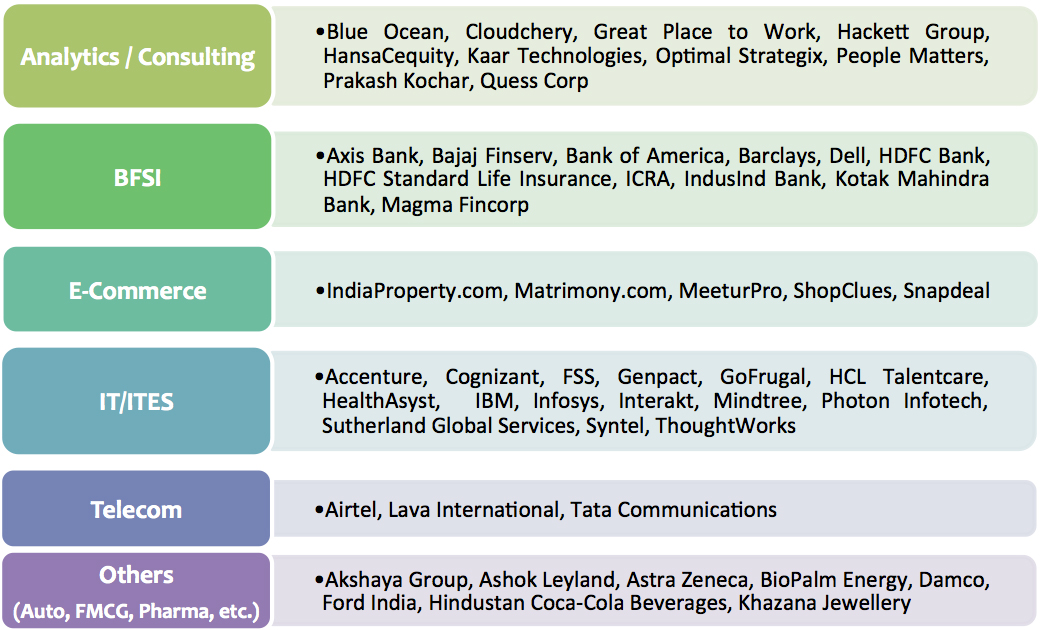 Analytics / Consulting
•Blue Ocean, Cloudchery, Great Place to Work, Hackett Group,
HansaCequity, Kaar Technologies, Optimal Strategix, People Matters,
Prakash Kochar, Quess Corp
BFSI
•Axis Bank, Bajaj Finserv, Bank of America, Barclays, Dell, HDFC Bank,
HDFC Standard Life Insurance, ICRA, IndusInd Bank, Kotak Mahindra
Bank, Magma Fincorp
E-Commerce
•IndiaProperty.com, Matrimony.com, MeeturPro, ShopClues, Snapdeal
IT/ITES
•Accenture, Cognizant, FSS, Genpact, GoFrugal, HCL Talentcare,
HealthAsyst, IBM, Infosys, Interakt, Mindtree, Photon Infotech,
Sutherland Global Services, Syntel, ThoughtWorks
Telecom
•Airtel, Lava International, Tata Communications
Others
(Auto, FMCG, Pharma, etc.)
•Akshaya Group, Ashok Leyland, Astra Zeneca, BioPalm Energy, Damco,
Ford India, Hindustan Coca-Cola Beverages, Khazana Jewellery